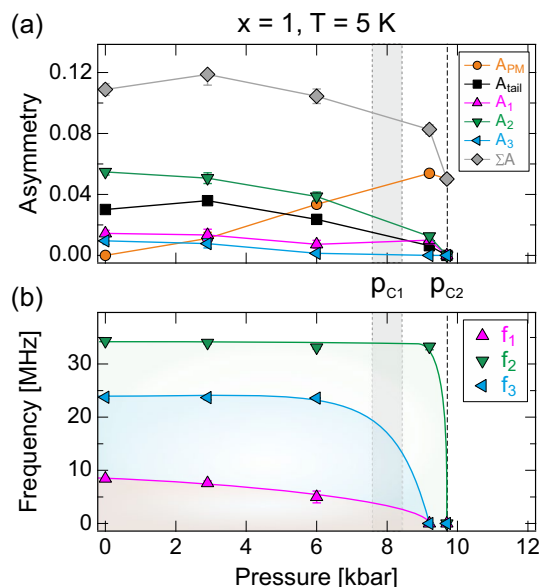 x = 1, T = 5 K
(a)
Asymmetry
0.12
0.08
0.04
0.00
A_PM
A_tail
A_1
A_2
A_3
ΣA
p_C1 p_C2
(b)
Frequency [MHz]
30
20
10
0
f_1
f_2
f_3
0 2 4 6 8 10 12
Pressure [kbar]